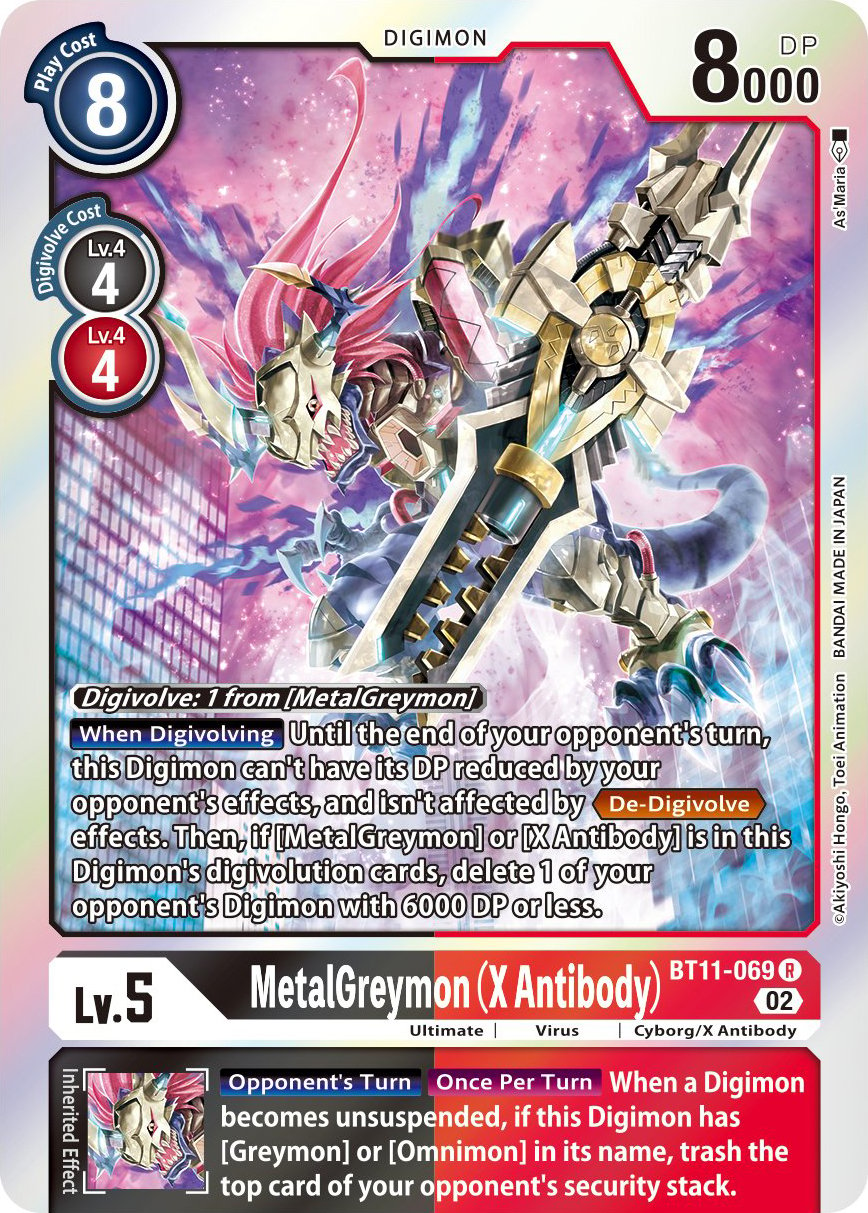 DIGIMON
Play Cost
8
DP
8000
Digivolve Cost
Lv.4
4
Lv.4
4
As'Maria
©Akiyoshi Hongo, Toei Animation BANDAI MADE IN JAPAN
Digivolve: 1 from [MetalGreymon]
When Digivolving Until the end of your opponent's turn,
this Digimon can't have its DP reduced by your
opponent's effects, and isn't affected by De-Digivolve
effects. Then, if [MetalGreymon] or [X Antibody] is in this
Digimon's digivolution cards, delete 1 of your
opponent's Digimon with 6000 DP or less.
Lv.5
MetalGreymon (X Antibody)
BT11-069 R
02
Ultimate | Virus | Cyborg/X Antibody
Inherited Effect
Opponent's Turn Once Per Turn When a Digimon
becomes unsuspended, if this Digimon has
[Greymon] or [Omnimon] in its name, trash the
top card of your opponent's security stack.